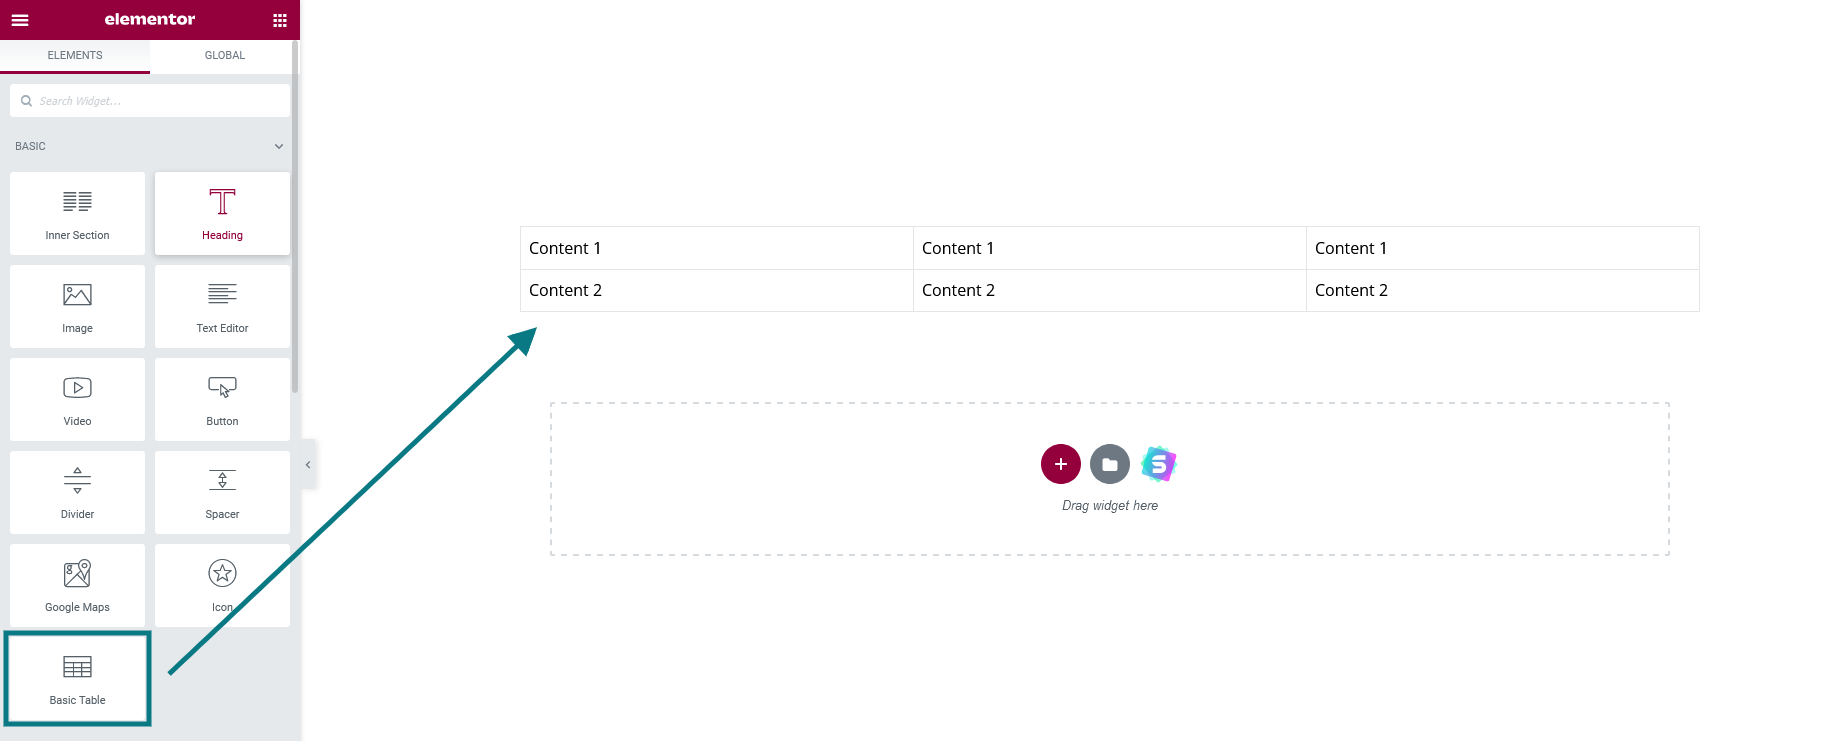 elementor
ELEMENTS GLOBAL
Search Widget...
BASIC
Inner Section Heading
Image Text Editor
Video Button
Divider Spacer
Google Maps Icon
Basic Table
Content 1 Content 1 Content 1
Content 2 Content 2 Content 2
S
Drag widget here